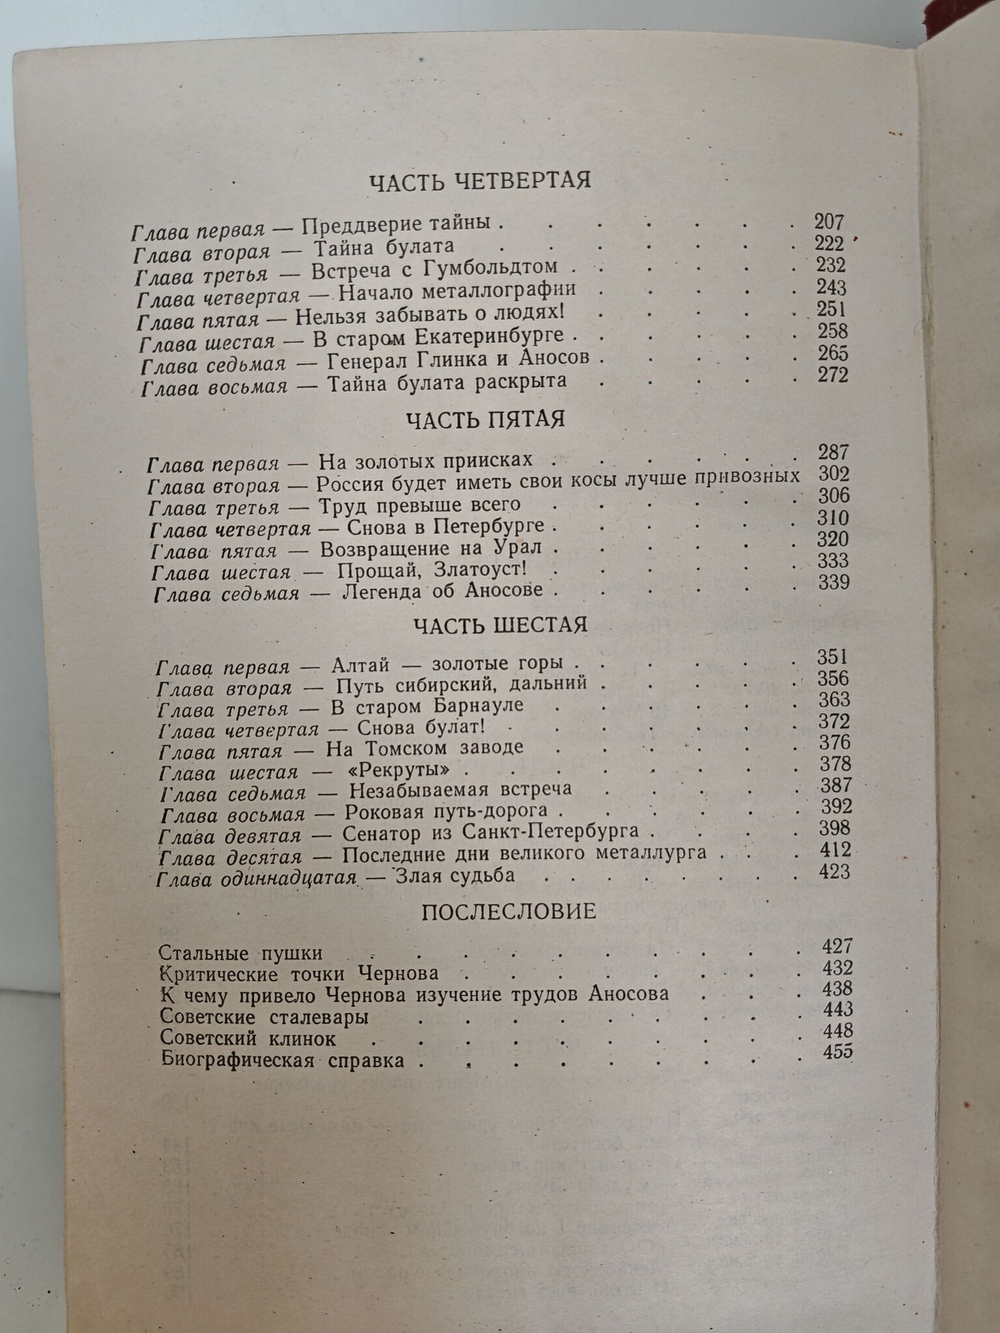 ЧАСТЬ ЧЕТВЕРТАЯ
Глава первая — Преддверие тайны . . . . . . . 207
Глава вторая — Тайна булата . . . . . . . 222
Глава третья — Встреча с Гумбольдтом . . . . . . 232
Глава четвертая — Начало металлографии . . . . . 243
Глава пятая — Нельзя забывать о людях! . . . . . 251
Глава шестая — В старом Екатеринбурге . . . . . . 258
Глава седьмая — Генерал Глинка и Аносов . . . . . 265
Глава восьмая — Тайна булата раскрыта . . . . . 272
ЧАСТЬ ПЯТАЯ
Глава первая — На золотых приисках . . . . . . 287
Глава вторая — Россия будет иметь свои косы лучше привозных 302
Глава третья — Труд превыше всего . . . . . . 306
Глава четвертая — Снова в Петербурге . . . . . . 310
Глава пятая — Возвращение на Урал . . . . . . 320
Глава шестая — Прощай, Златоуст! . . . . . . 333
Глава седьмая — Легенда об Аносове . . . . . . 339
ЧАСТЬ ШЕСТАЯ
Глава первая — Алтай — золотые горы . . . . . . 351
Глава вторая — Путь сибирский, дальний . . . . . 356
Глава третья — В старом Барнауле . . . . . . 363
Глава четвертая — Снова булат! . . . . . . . 372
Глава пятая — На Томском заводе . . . . . . 376
Глава шестая — «Рекруты» . . . . . . . . 378
Глава седьмая — Незабываемая встреча . . . . . 387
Глава восьмая — Роковая путь-дорога . . . . . . 392
Глава девятая — Сенатор из Санкт-Петербурга . . . . 398
Глава десятая — Последние дни великого металлурга . . . 412
Глава одиннадцатая — Злая судьба . . . . . . . 423
ПОСЛЕСЛОВИЕ
Стальные пушки . . . . . . . . . . 427
Критические точки Чернова . . . . . . . . 432
К чему привело Чернова изучение трудов Аносова . . . 438
Советские сталевары . . . . . . . . . 443
Советский клинок . . . . . . . . . . 448
Биографическая справка . . . . . . . . . 455